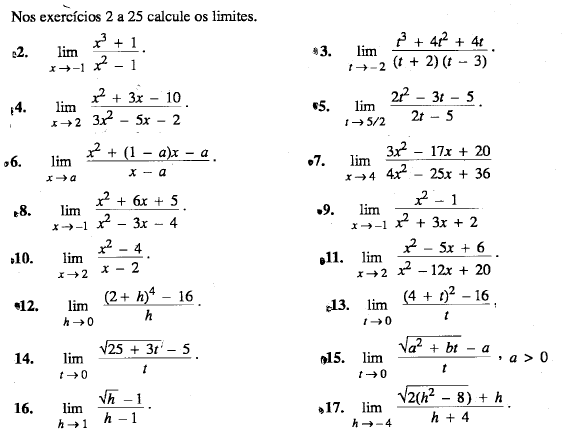 Nos exercícios 2 a 25 calcule os limites.
2. lim x→-1 (x³ + 1)/(x² - 1).
3. lim t→-2 (t³ + 4t² + 4t)/((t + 2)(t - 3)).
4. lim x→2 (x² + 3x - 10)/(3x² - 5x - 2).
5. lim t→5/2 (2t² - 3t - 5)/(2t - 5).
6. lim x→a (x² + (1 - a)x - a)/(x - a).
7. lim x→4 (3x² - 17x + 20)/(4x² - 25x + 36)
8. lim x→-1 (x² + 6x + 5)/(x² - 3x - 4).
9. lim x→-1 (x² - 1)/(x² + 3x + 2)
10. lim x→2 (x² - 4)/(x - 2).
11. lim x→2 (x² - 5x + 6)/(x² - 12x + 20).
12. lim h→0 ((2 + h)⁴ - 16)/h.
13. lim t→0 ((4 + t)² - 16)/t,
14. lim t→0 (√(25 + 3t) - 5)/t.
15. lim t→0 (√(a² + bt) - a)/t, a > 0
16. lim h→1 (√h - 1)/(h - 1).
17. lim h→-4 (√(2(h² - 8)) + h)/(h + 4).